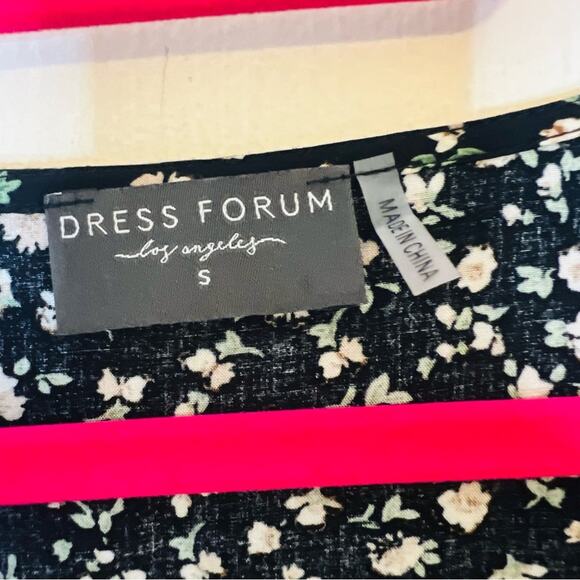 DRESS FORUM
los angeles
S
MADE IN CHINA